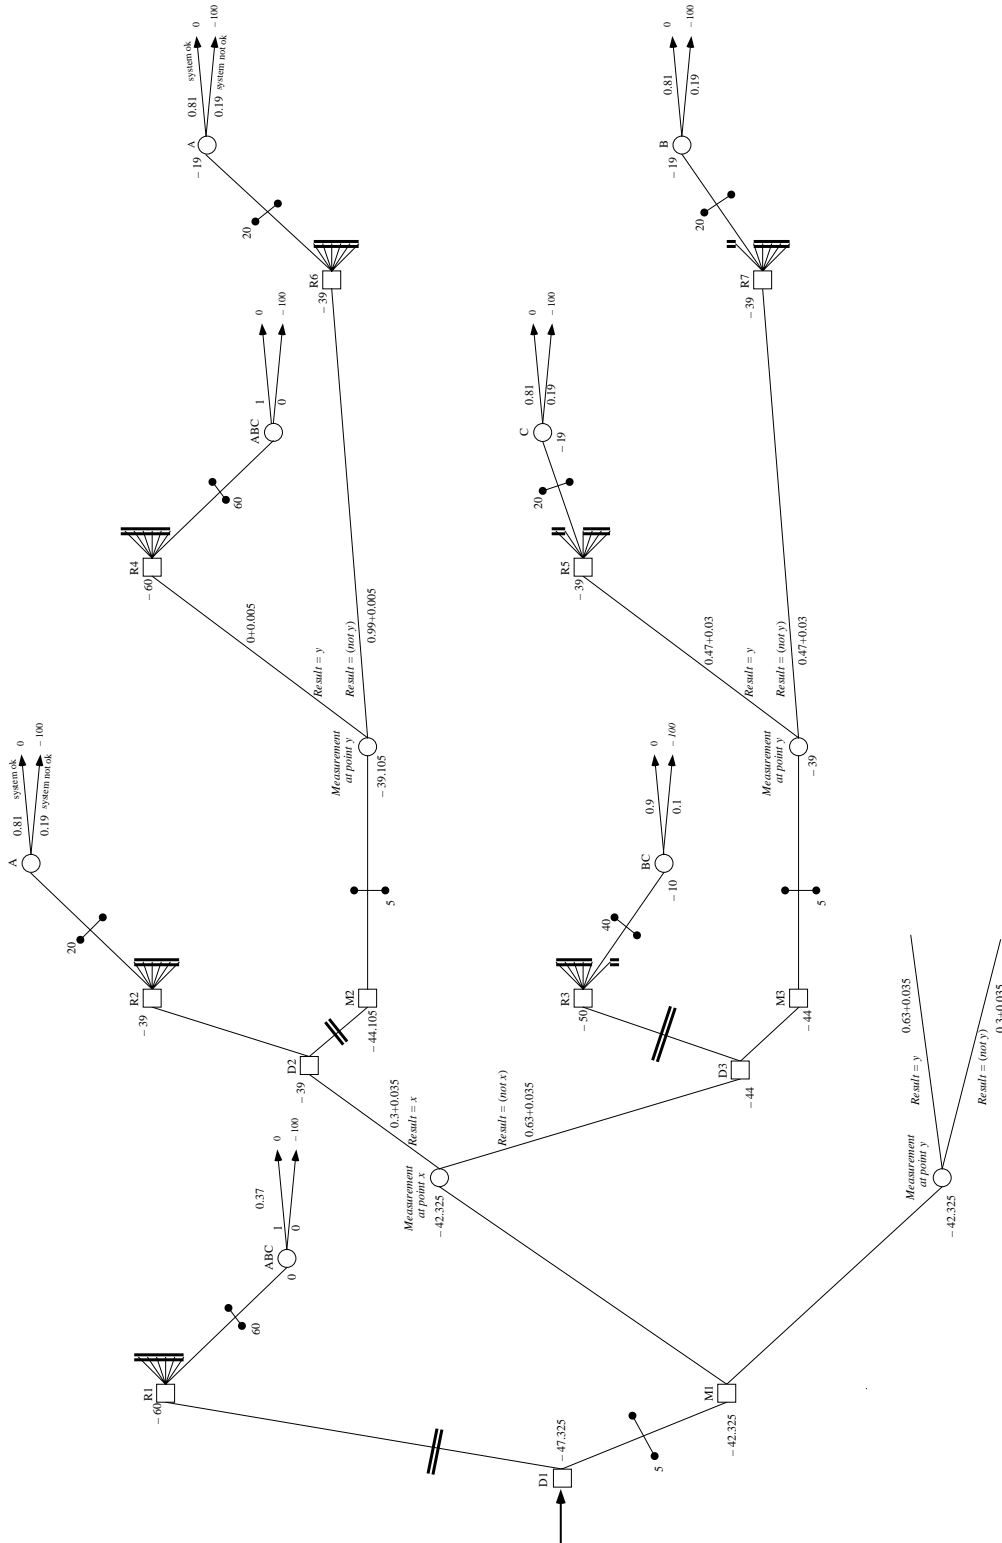 D1
– 47.325
5
R1
– 60
60
ABC
0
1
0
0.37
0
– 100
M1
– 42.325
Measurement
at point x
– 42.325
0.3+0.035
Result = x
Result = (not x)
0.63+0.035
Measurement
at point y
– 42.325
Result = y
0.63+0.035
Result = (not y)
0.3+0.035
D2
– 39
R2
– 39
20
A
0.81
system ok
0
0.19
system not ok
– 100
M2
– 44.105
5
Measurement
at point y
– 39.105
Result = y
0+0.005
Result = (not y)
0.99+0.005
R4
– 60
60
ABC
1
0
0
– 100
R6
– 39
20
A
– 19
0.81
system ok
0
0.19
system not ok
– 100
D3
– 44
R3
– 50
40
BC
– 10
0.9
0.1
0
– 100
M3
– 44
5
Measurement
at point y
– 39
Result = y
0.47+0.03
Result = (not y)
0.47+0.03
R5
– 39
20
C
– 19
0.81
0.19
0
– 100
R7
– 39
20
B
– 19
0.81
0.19
0
– 100